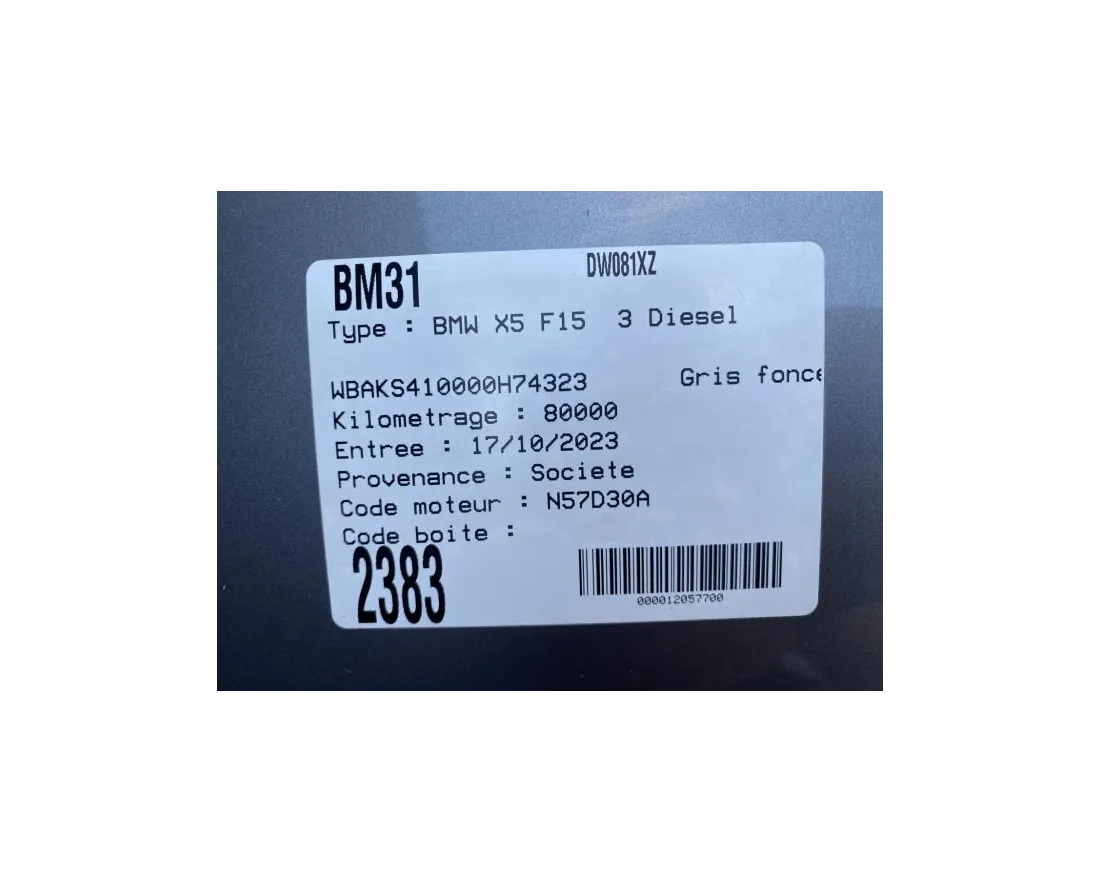 BM31 DW081XZ
Type : BMW X5 F15 3 Diesel
WBAKS410000H74323 Gris fonce
Kilometrage : 80000
Entree : 17/10/2023
Provenance : Societe
Code moteur : N57D30A
Code boite :
2383
000012057700